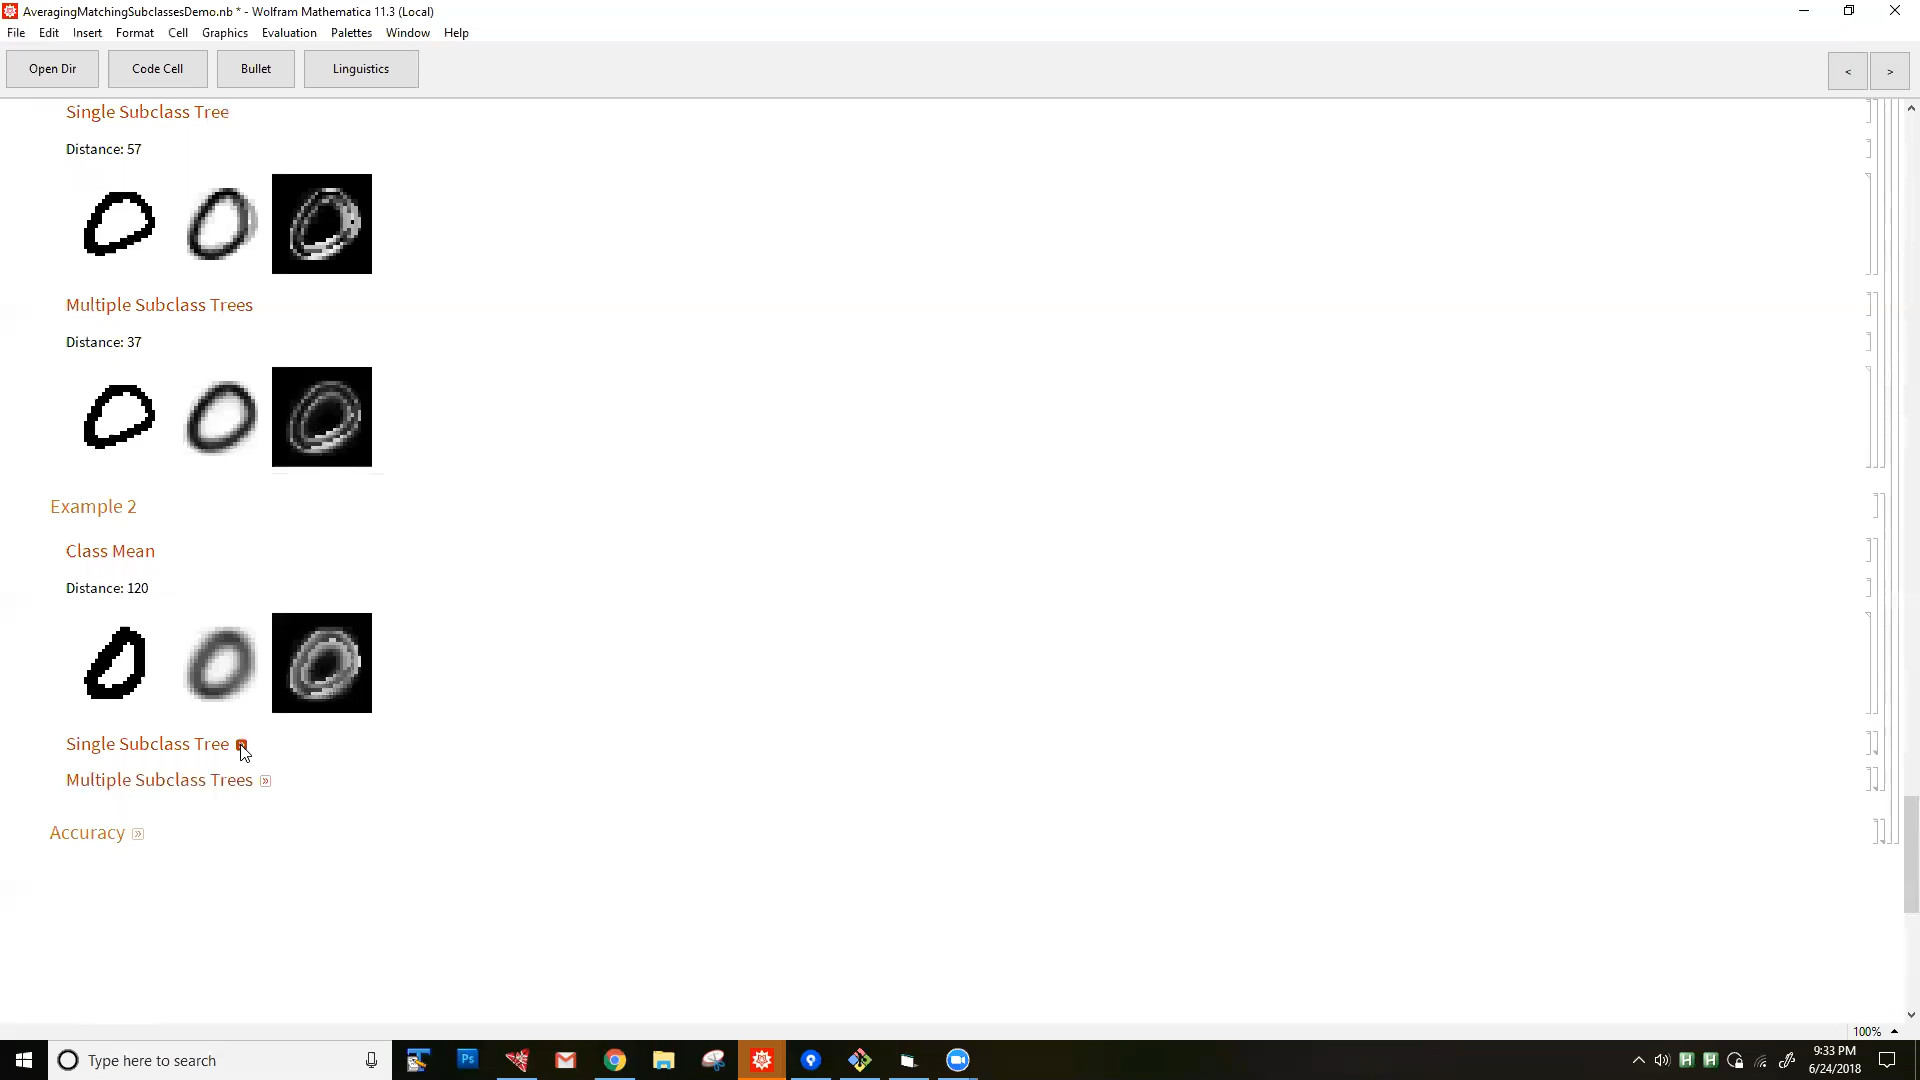 AveragingMatchingSubclassesDemo.nb * - Wolfram Mathematica 11.3 (Local)
File Edit Insert Format Cell Graphics Evaluation Palettes Window Help
Open Dir Code Cell Bullet Linguistics < >
Single Subclass Tree
Distance: 57
Multiple Subclass Trees
Distance: 37
Example 2
Class Mean
Distance: 120
Single Subclass Tree
Multiple Subclass Trees »
Accuracy »
100%
Type here to search
Ps
H H
9:33 PM
6/24/2018